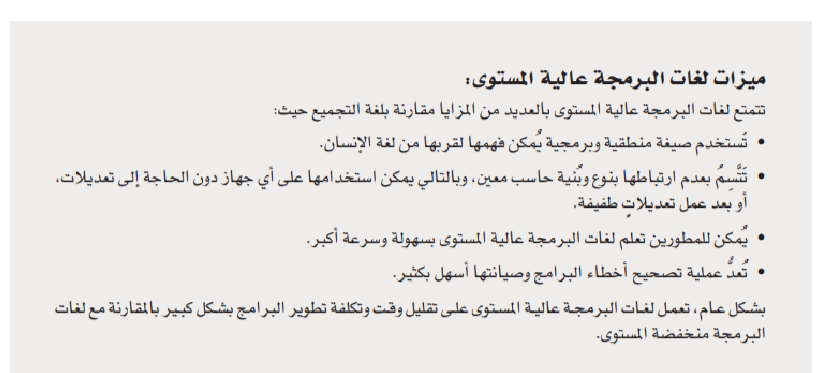 ميزات لغات البرمجة عالية المستوى:
تتمتع لغات البرمجة عالية المستوى بالعديد من المزايا مقارنة بلغة التجميع حيث:
• تُستخدم صيغة منطقية وبرمجية يُمكن فهمها لقربها من لغة الإنسان.
• تَتَّسِمُ بعدم ارتباطها بنوع وبُنية حاسب معين، وبالتالي يمكن استخدامها على أي جهاز دون الحاجة إلى تعديلات،
أو بعد عمل تعديلاتٍ طفيفة.
• يُمكن للمطورين تعلم لغات البرمجة عالية المستوى بسهولة وسرعة أكبر.
• تُعدُّ عملية تصحيح أخطاء البرامج وصيانتها أسهل بكثير.
بشكل عام، تعمل لغات البرمجة عالية المستوى على تقليل وقت وتكلفة تطوير البرامج بشكل كبير بالمقارنة مع لغات
البرمجة منخفضة المستوى.